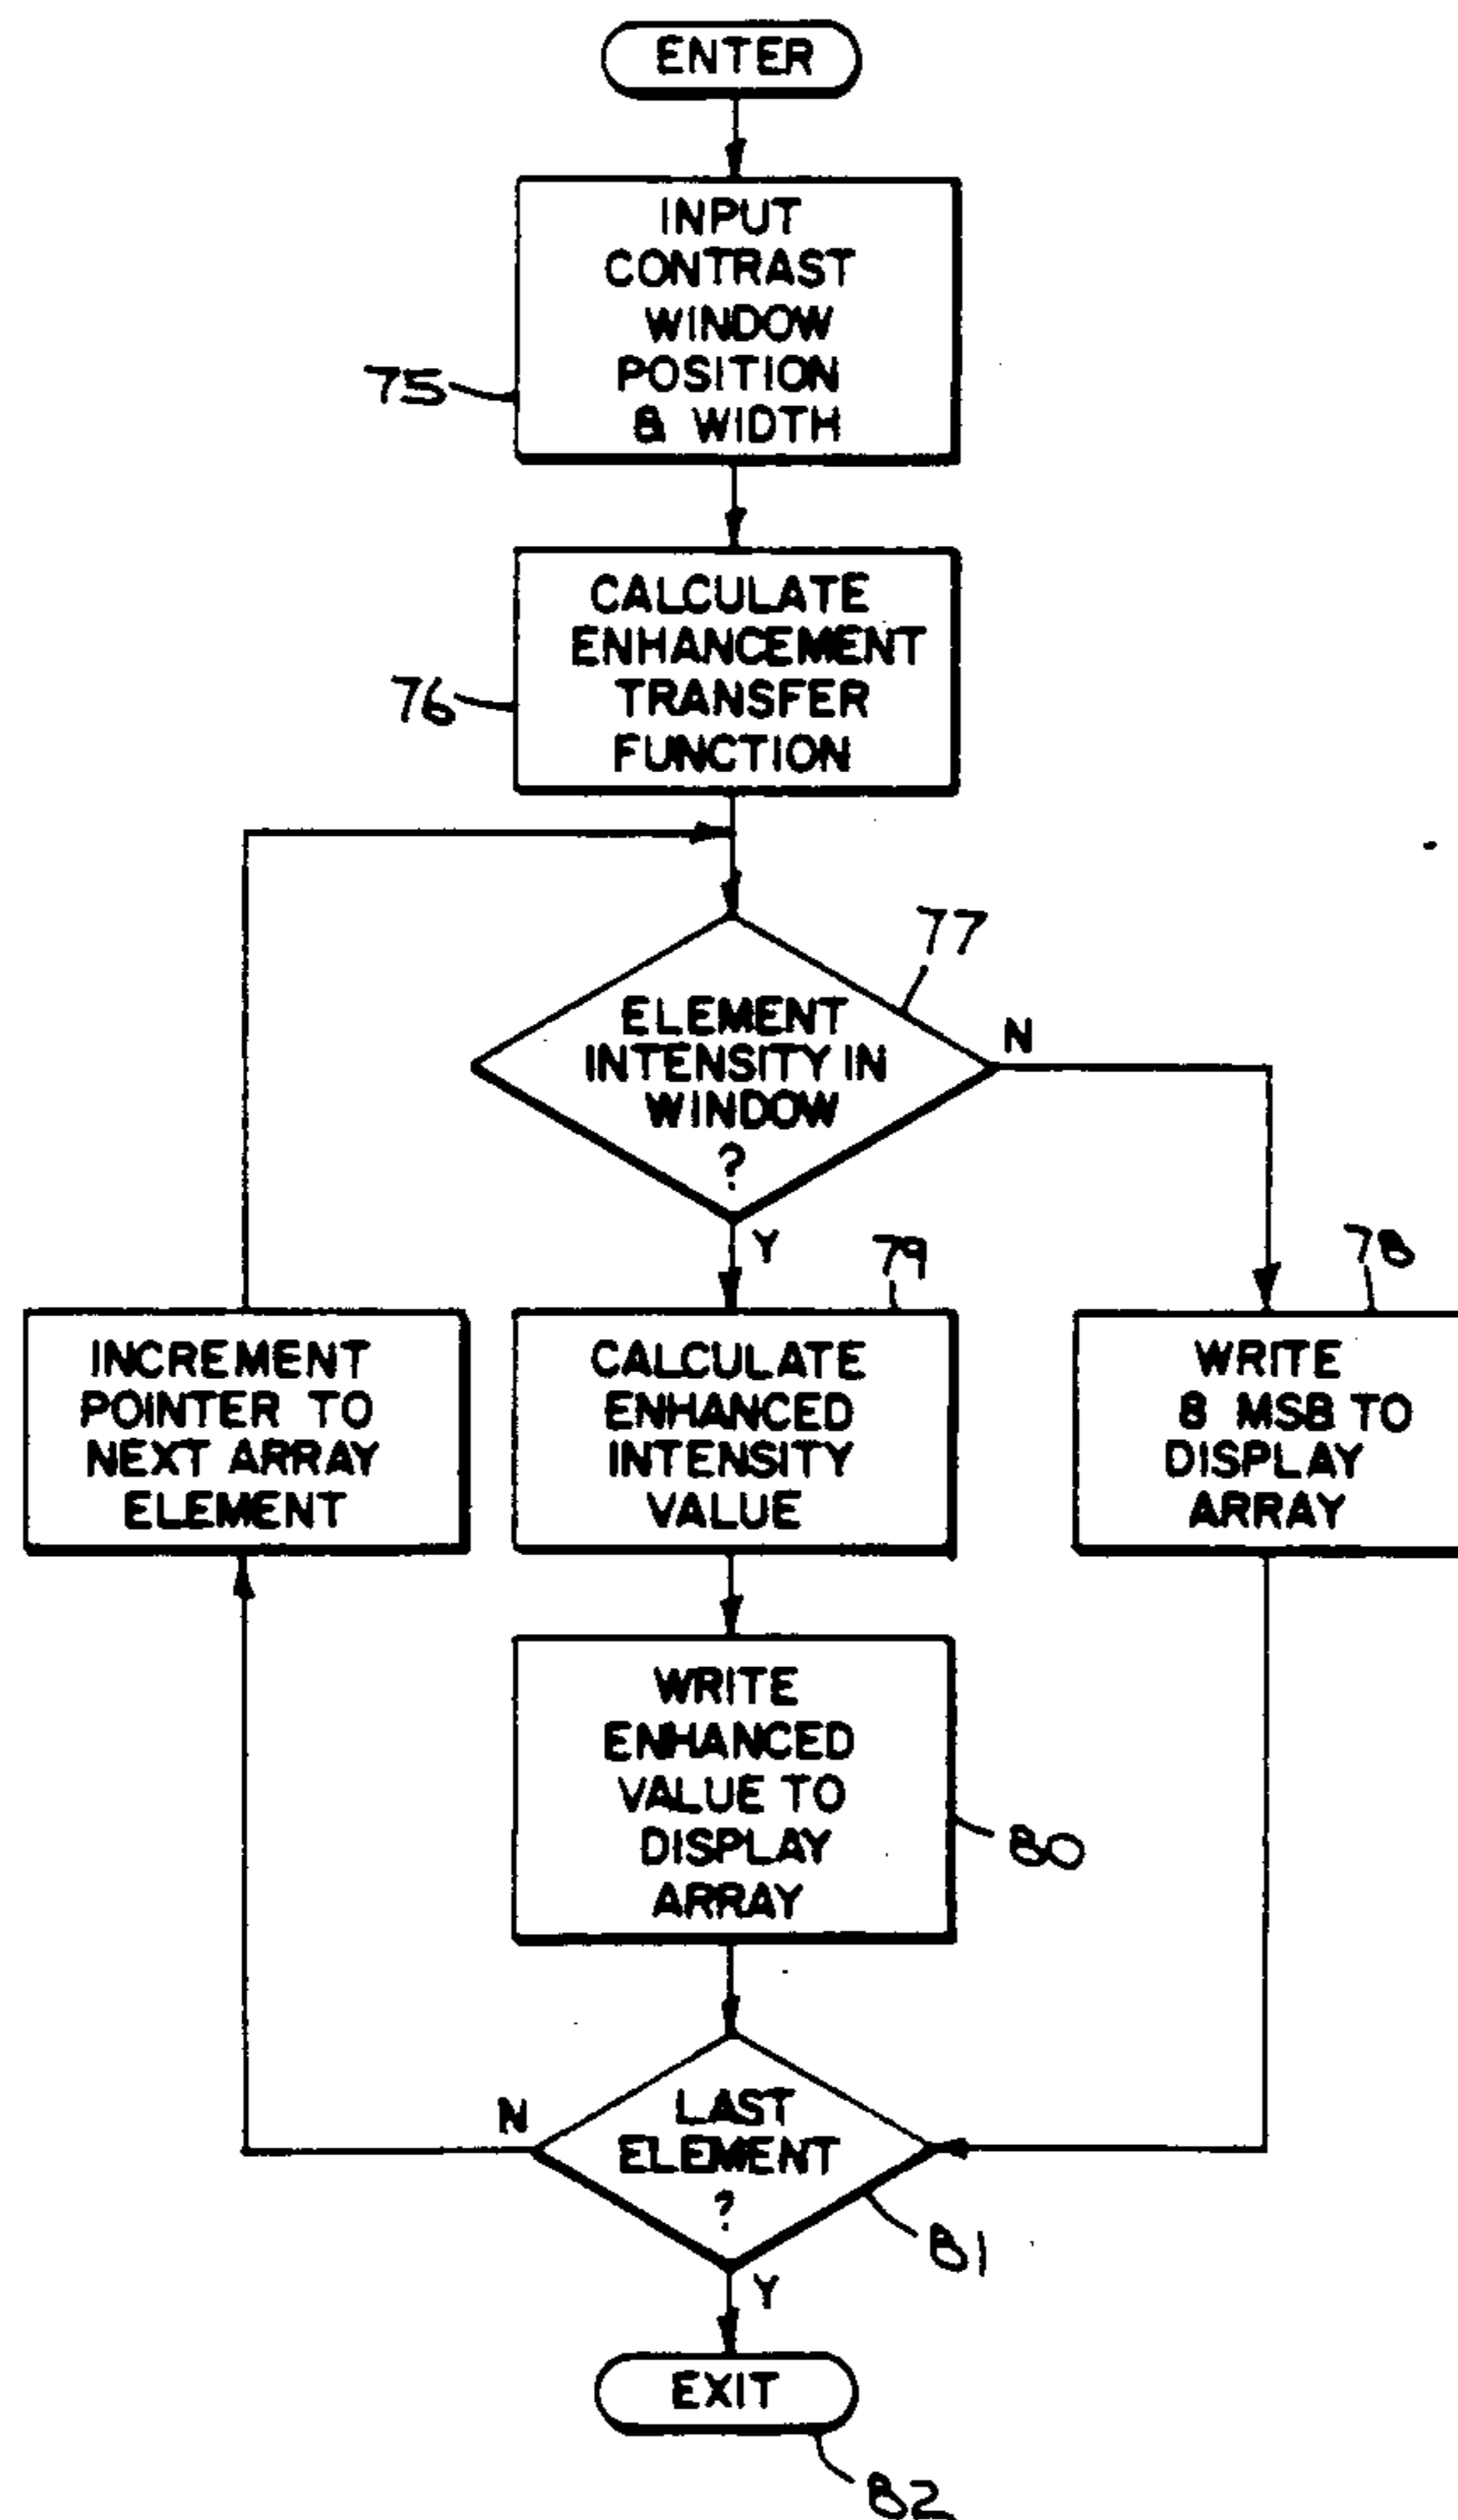 ENTER
INPUT
CONTRAST
WINDOW
POSITION
& WIDTH
75
CALCULATE
ENHANCEMENT
TRANSFER
FUNCTION
76
77
ELEMENT
INTENSITY IN
WINDOW
?
N
Y
79
78
INCREMENT
POINTER TO
NEXT ARRAY
ELEMENT
CALCULATE
ENHANCED
INTENSITY
VALUE
WRITE
8 MSB TO
DISPLAY
ARRAY
WRITE
ENHANCED
VALUE TO
DISPLAY
ARRAY
80
N
LAST
ELEMENT
?
81
Y
EXIT
82